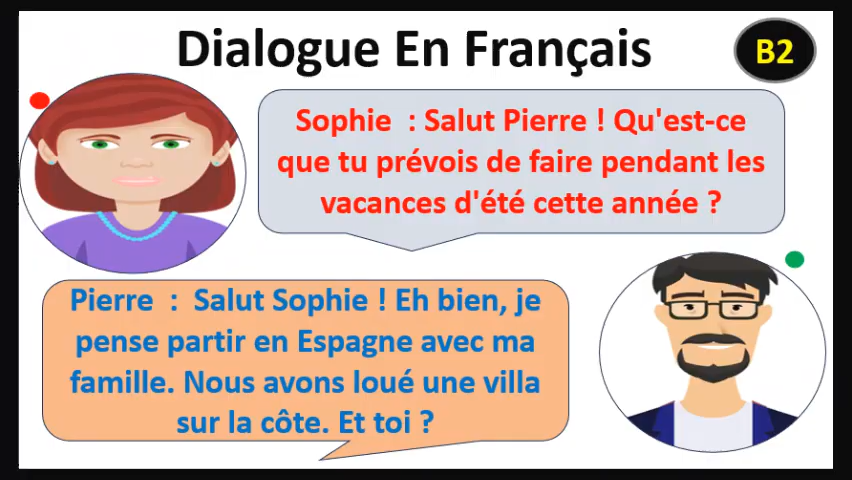 Dialogue En Français
B2
Sophie : Salut Pierre ! Qu'est-ce
que tu prévois de faire pendant les
vacances d'été cette année ?
Pierre : Salut Sophie ! Eh bien, je
pense partir en Espagne avec ma
famille. Nous avons loué une villa
sur la côte. Et toi ?